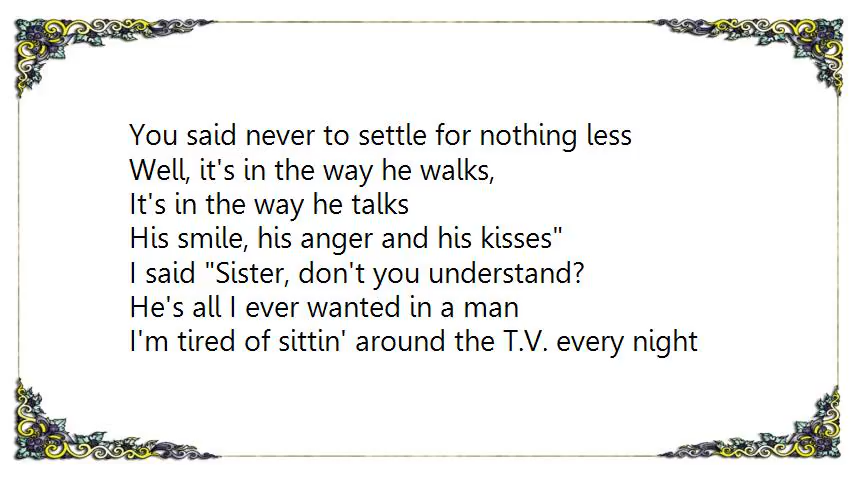 You said never to settle for nothing less
Well, it's in the way he walks,
It's in the way he talks
His smile, his anger and his kisses"
I said "Sister, don't you understand?
He's all I ever wanted in a man
I'm tired of sittin' around the T.V. every night